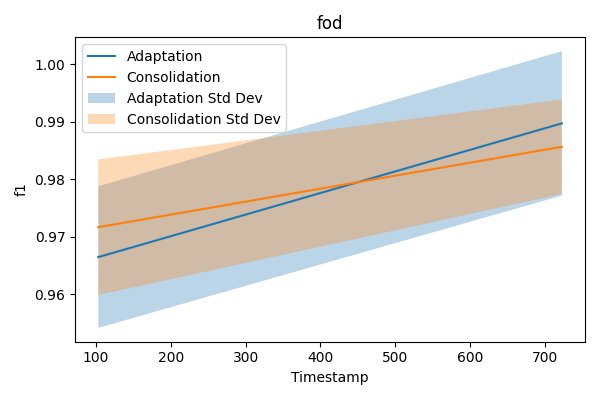 fod
1.00
0.99
0.98
0.97
0.96
f1
Adaptation
Consolidation
Adaptation Std Dev
Consolidation Std Dev
100 200 300 400 500 600 700
Timestamp